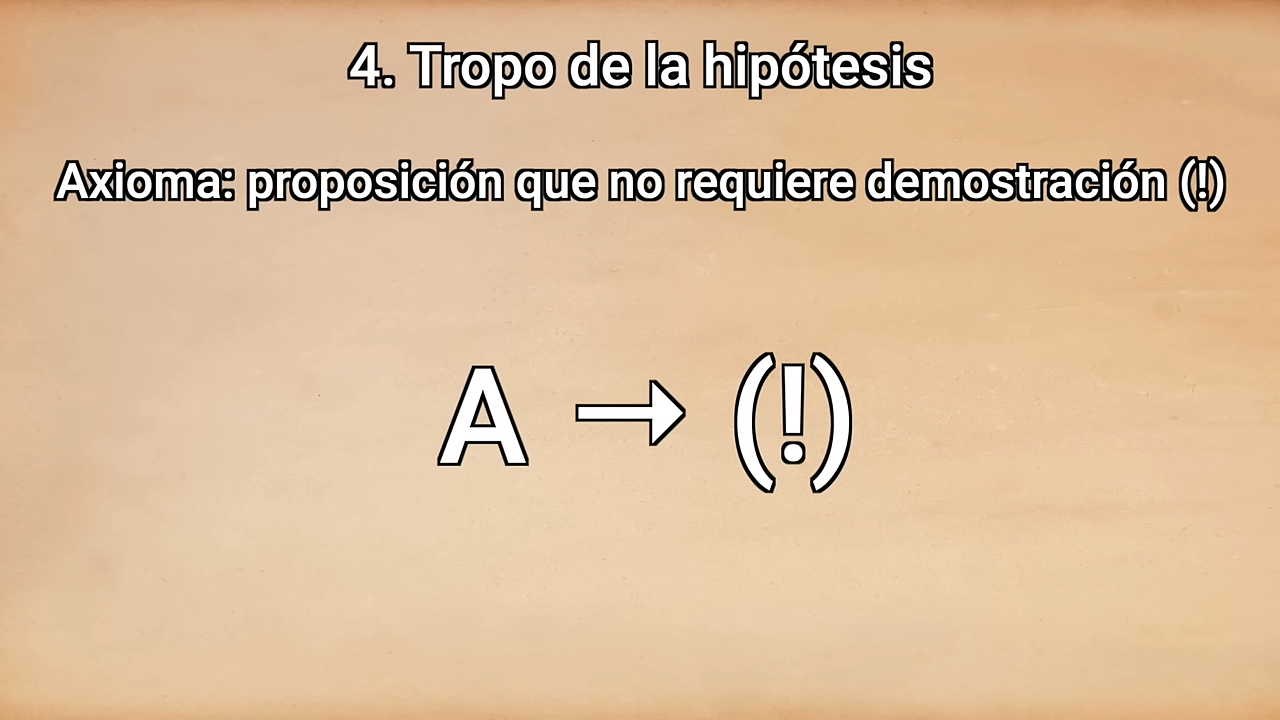 4. Tropo de la hipótesis
Axioma: proposición que no requiere demostración (!)
A → (!)